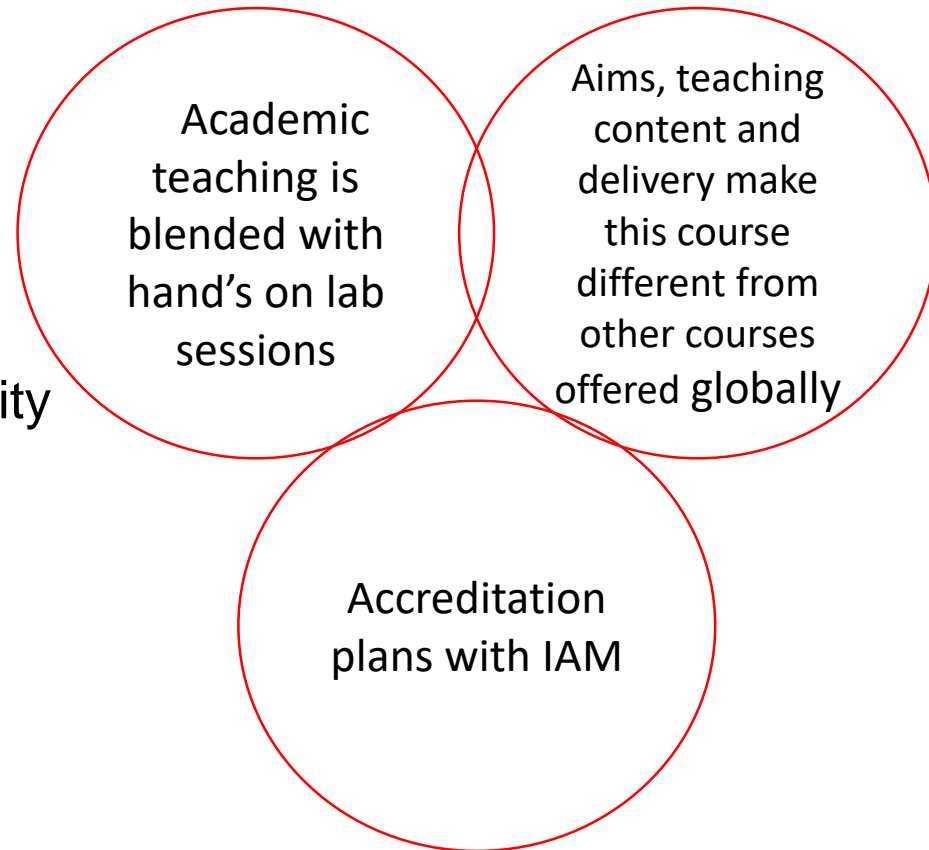 Academic
teaching is
blended with
hand’s on lab
sessions
Aims, teaching
content and
delivery make
this course
different from
other courses
offered globally
ity
Accreditation
plans with IAM